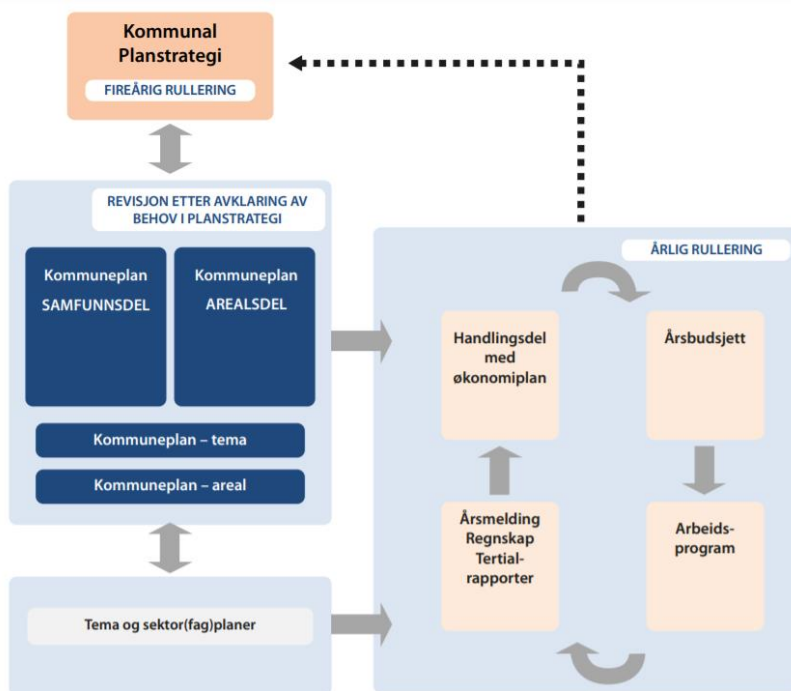 Kommunal
Planstrategi
FIREÅRIG RULLERING
REVISJON ETTER AVKLARING AV
BEHOV I PLANSTRATEGI
Kommuneplan
SAMFUNNSDEL
Kommuneplan
AREALSDEL
Kommuneplan – tema
Kommuneplan – areal
Tema og sektor(fag)planer
ÅRLIG RULLERING
Handlingsdel
med
økonomiplan
Årsbudsjett
Årsmelding
Regnskap
Tertial-
rapporter
Arbeids-
program